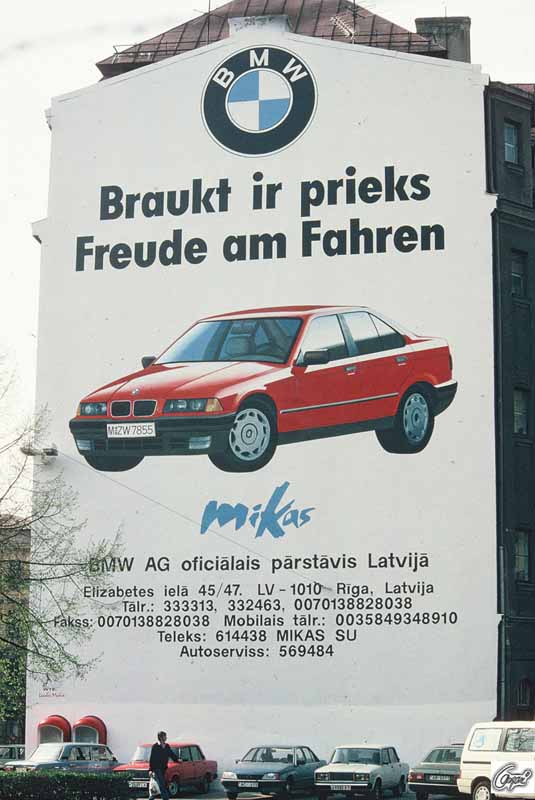 BMW
Braukt ir prieks
Freude am Fahren
M:ZW 7855
mikas
BMW AG oficiālais pārstāvis Latvijā
Elizabetes ielā 45/47. LV - 1010 Rīga, Latvija
Tālr.: 333313, 332463, 0070138828038
Fakss: 0070138828038 Mobilais tālr.: 0035849348910
Teleks: 614438 MIKAS SU
Autoserviss: 569484